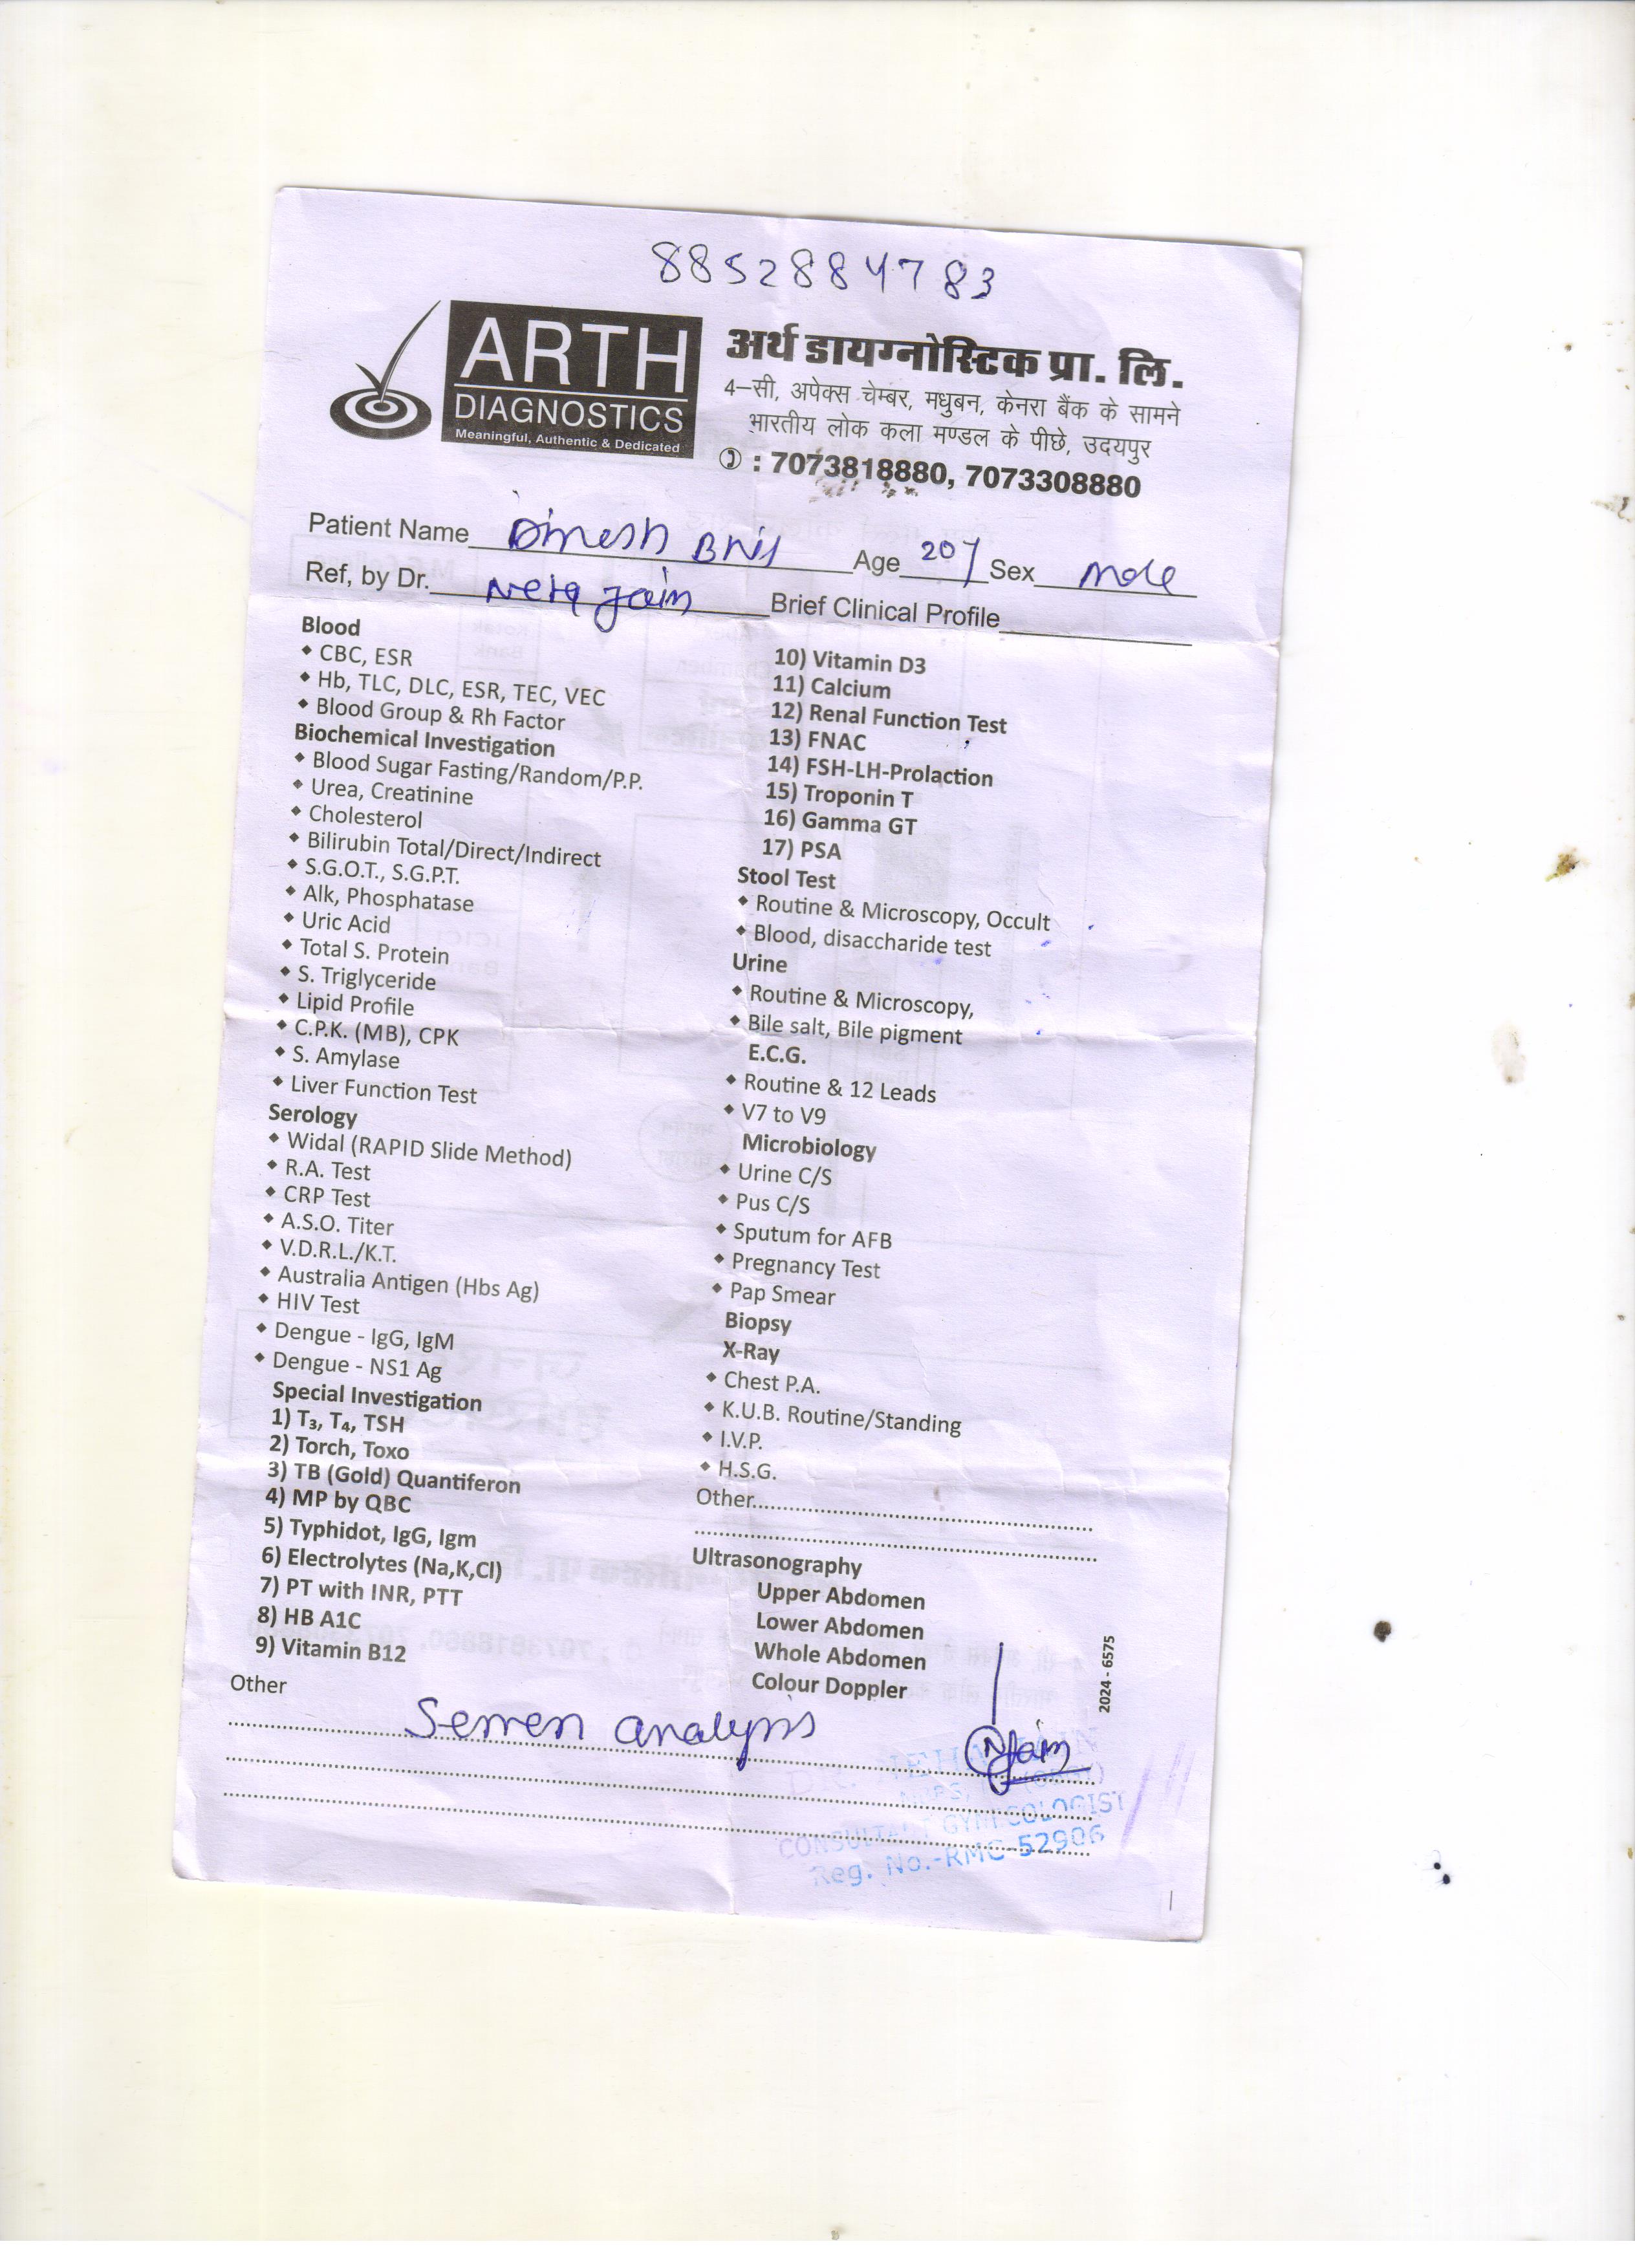 8852884783
ARTH
DIAGNOSTICS
Meaningful, Authentic & Dedicated
अर्थ डायग्नोस्टिक प्रा. लि.
4-सी, अपेक्स चेम्बर, मधुबन, केनरा बैंक के सामने
भारतीय लोक कला मण्डल के पीछे, उदयपुर
: 7073818880, 7073308880
Patient Name Dinesh Age 20 Sex Male
Ref, by Dr. Neha Jain Brief Clinical Profile
Blood
CBC, ESR
Hb, TLC, DLC, ESR, TEC, VEC
Blood Group & Rh Factor
Biochemical Investigation
Blood Sugar Fasting/Random/P.P.
Urea, Creatinine
Cholesterol
Bilirubin Total/Direct/Indirect
S.G.O.T., S.G.P.T.
Alk, Phosphatase
Uric Acid
Total S. Protein
S. Triglyceride
Lipid Profile
C.P.K. (MB), CPK
S. Amylase
Liver Function Test
Serology
Widal (RAPID Slide Method)
R.A. Test
CRP Test
A.S.O. Titer
V.D.R.L./K.T.
Australia Antigen (Hbs Ag)
HIV Test
Dengue - IgG, IgM
Dengue - NS1 Ag
Special Investigation
1) T₃, T₄, TSH
2) Torch, Toxo
3) TB (Gold) Quantiferon
4) MP by QBC
5) Typhidot, IgG, Igm
6) Electrolytes (Na,K,Cl)
7) PT with INR, PTT
8) HB A1C
9) Vitamin B12
10) Vitamin D3
11) Calcium
12) Renal Function Test
13) FNAC
14) FSH-LH-Prolaction
15) Troponin T
16) Gamma GT
17) PSA
Stool Test
Routine & Microscopy, Occult
Blood, disaccharide test
Urine
Routine & Microscopy,
Bile salt, Bile pigment
E.C.G.
Routine & 12 Leads
V7 to V9
Microbiology
Urine C/S
Pus C/S
Sputum for AFB
Pregnancy Test
Pap Smear
Biopsy
X-Ray
Chest P.A.
K.U.B. Routine/Standing
I.V.P.
H.S.G.
Other
Ultrasonography
Upper Abdomen
Lower Abdomen
Whole Abdomen
Colour Doppler
2024 - 6575
Other
Semen analysis
NJain
CONSULTANT GYNECOLOGIST
Reg. No.-RMC-52906